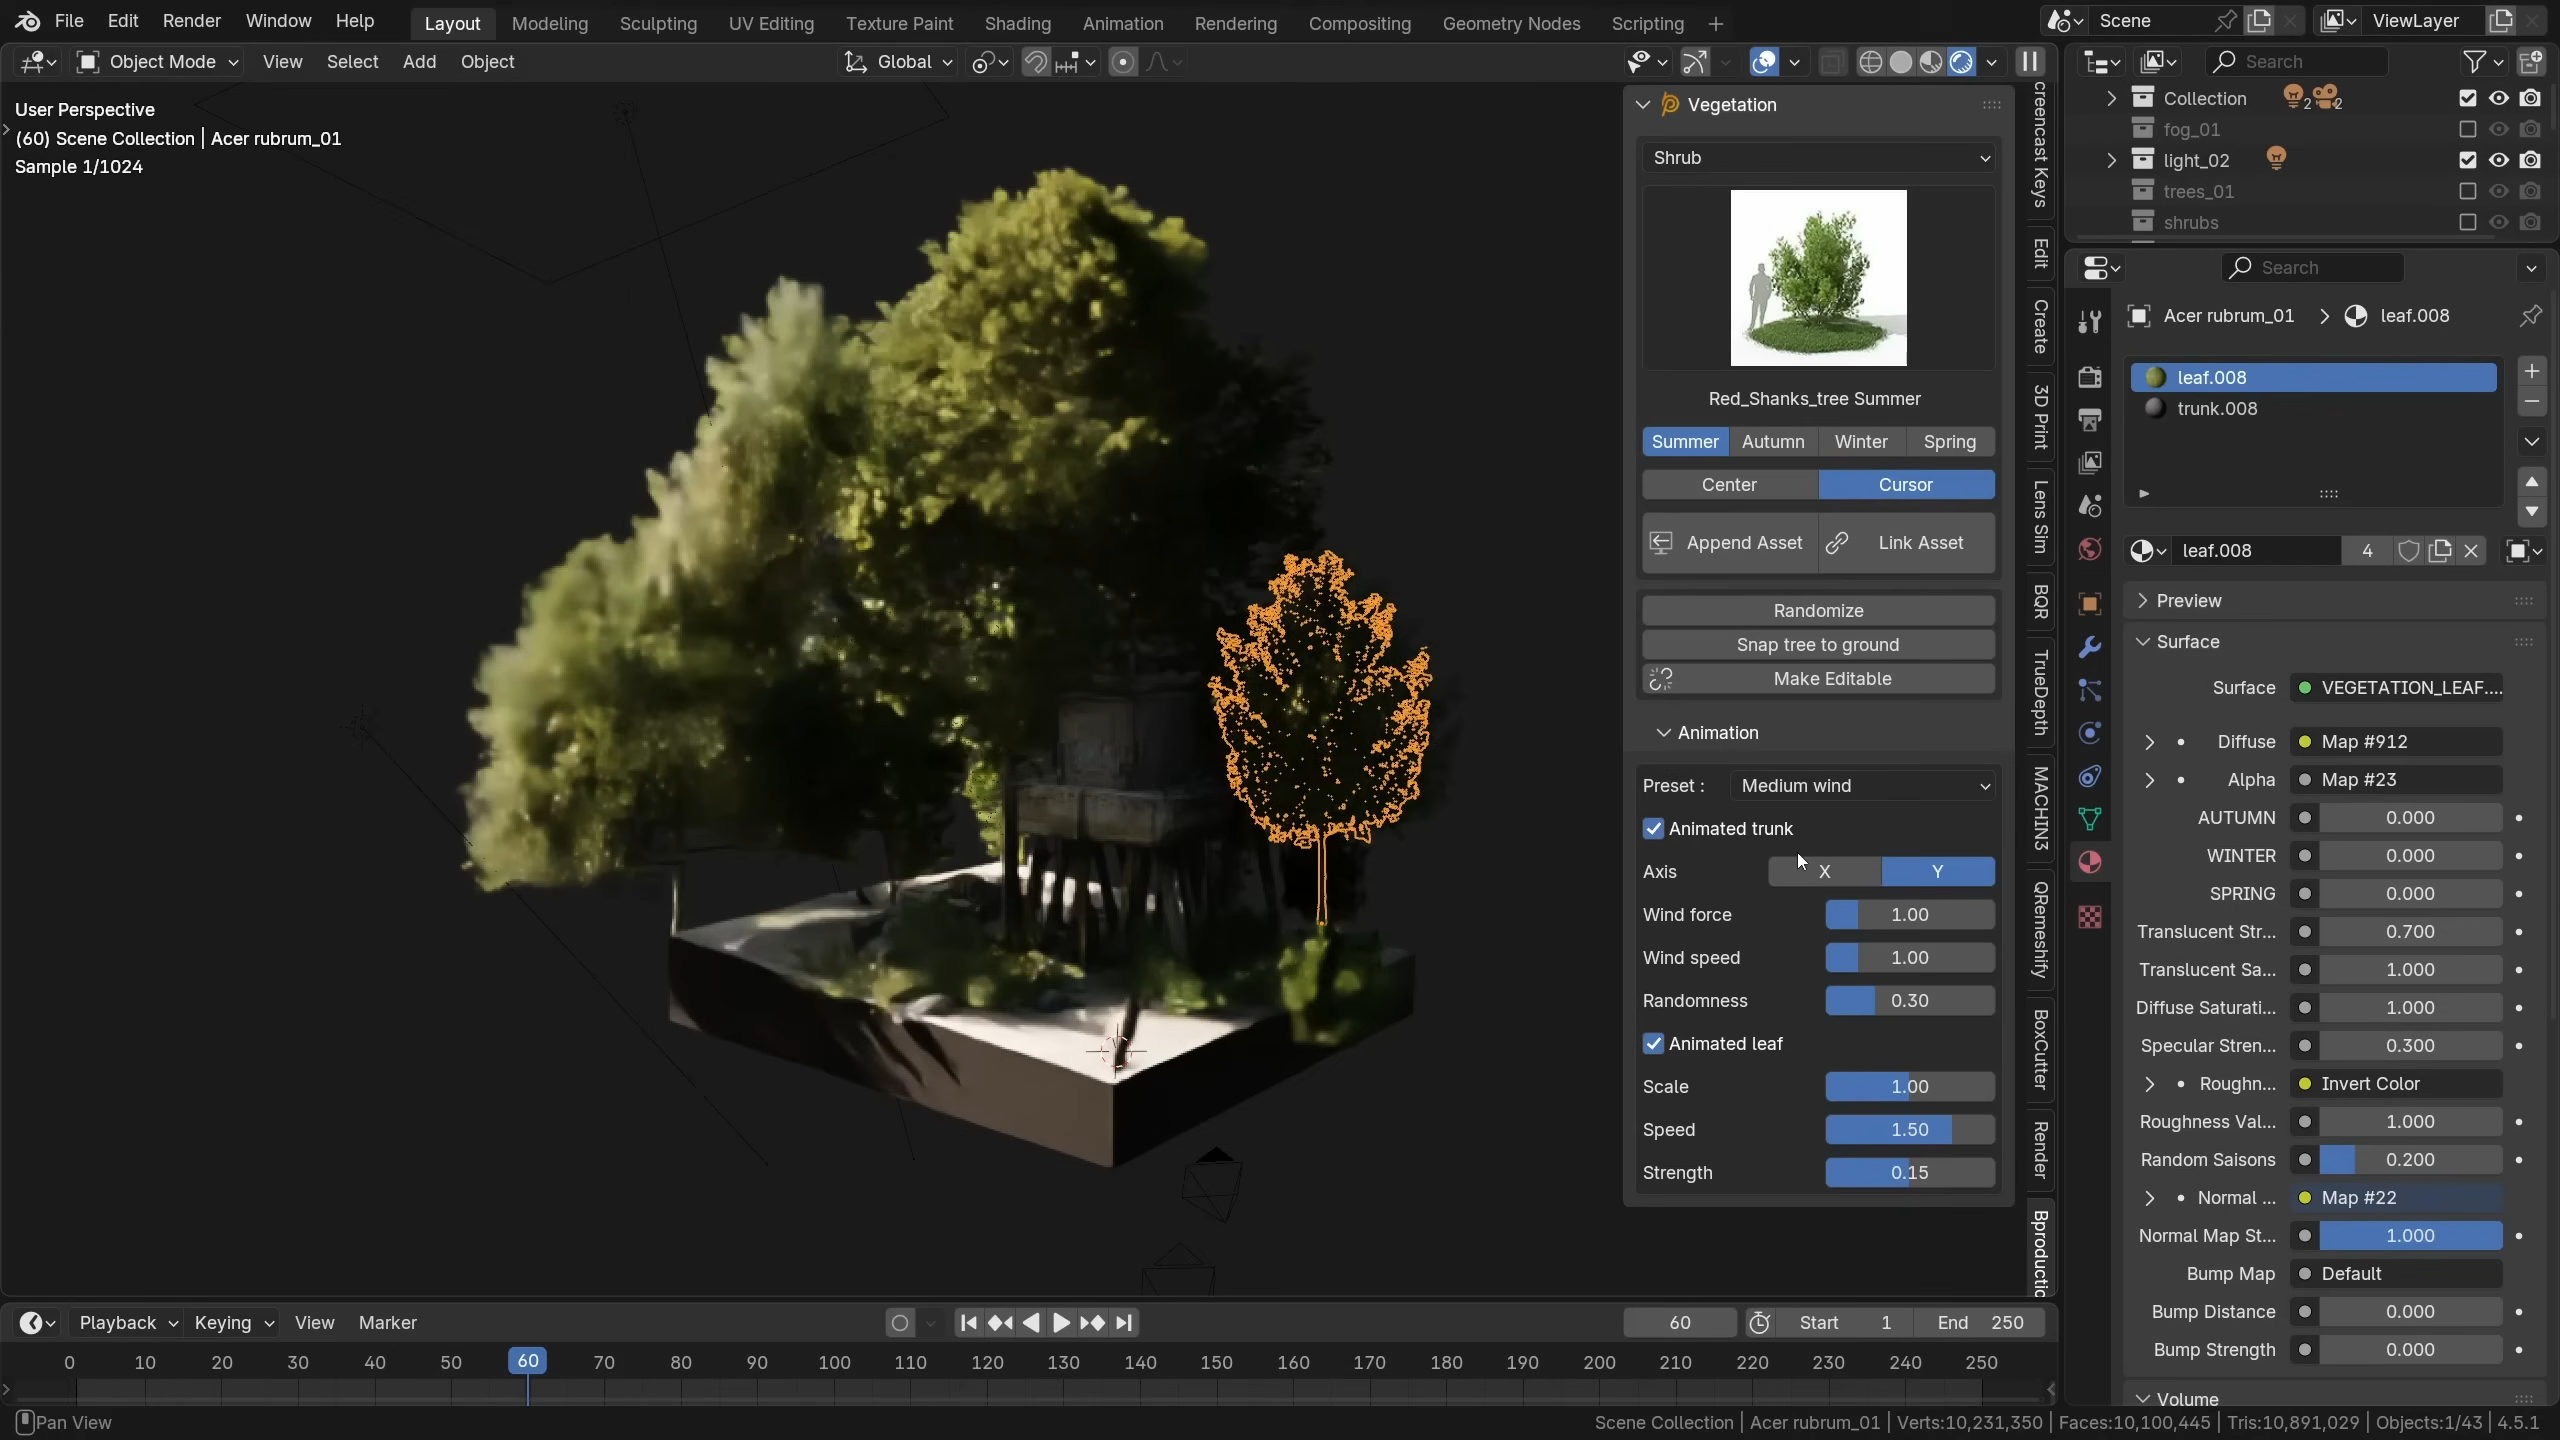 File Edit Render Window Help
Layout Modeling Sculpting UV Editing Texture Paint Shading Animation Rendering Compositing Geometry Nodes Scripting +
Scene
ViewLayer
Object Mode View Select Add Object
Global
User Perspective
(60) Scene Collection | Acer rubrum_01
Sample 1/1024
Vegetation
Shrub
Red_Shanks_tree Summer
Summer Autumn Winter Spring
Center Cursor
Append Asset Link Asset
Randomize
Snap tree to ground
Make Editable
Animation
Preset : Medium wind
Animated trunk
Axis X Y
Wind force 1.00
Wind speed 1.00
Randomness 0.30
Animated leaf
Scale 1.00
Speed 1.50
Strength 0.15
creencast Keys
Edit
Create
3D Print
Lens Sim
BQR
TrueDepth
MACHIN3
QRemeshify
BoxCutter
Render
Bproductio
Search
Collection 2 2
fog_01
light_02
trees_01
shrubs
Search
Acer rubrum_01 > leaf.008
leaf.008
trunk.008
leaf.008 4
Preview
Surface
Surface VEGETATION_LEAF....
Diffuse Map #912
Alpha Map #23
AUTUMN 0.000
WINTER 0.000
SPRING 0.000
Translucent Str... 0.700
Translucent Sa... 1.000
Diffuse Saturati... 1.000
Specular Stren... 0.300
Roughn... Invert Color
Roughness Val... 1.000
Random Saisons 0.200
Normal ... Map #22
Normal Map St... 1.000
Bump Map Default
Bump Distance 0.000
Bump Strength 0.000
Volume
Playback Keying View Marker
60 Start 1 End 250
0 10 20 30 40 50 60 70 80 90 100 110 120 130 140 150 160 170 180 190 200 210 220 230 240 250
Pan View
Scene Collection | Acer rubrum_01 | Verts:10,231,350 | Faces:10,100,445 | Tris:10,891,029 | Objects:1/43 | 4.5.1